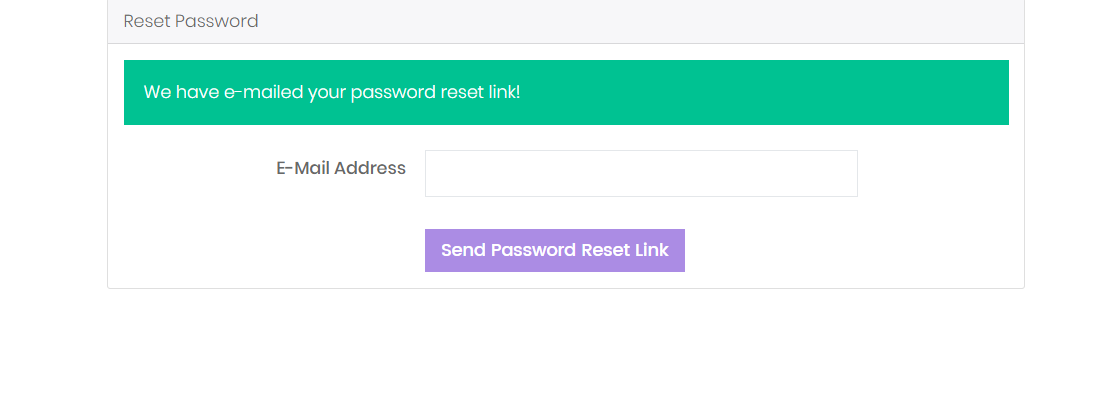 Reset Password
We have e-mailed your password reset link!
E-Mail Address
Send Password Reset Link